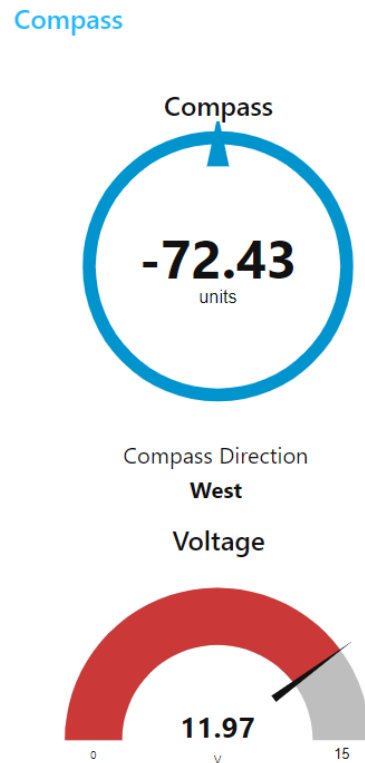 Compass
Compass
-72.43
units
Compass Direction
West
Voltage
11.97
0
V
15